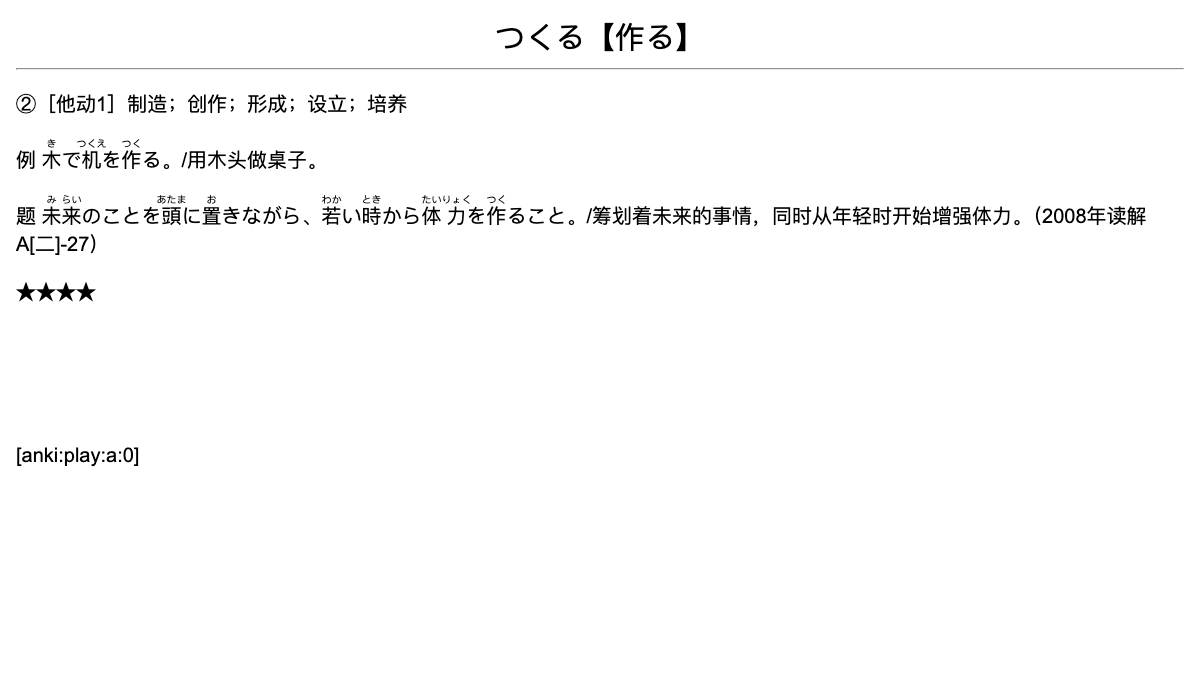 つくる【作る】
②［他动1］制造；创作；形成；设立；培养
き つくえ つく
例 木で机を作る。/用木头做桌子。
み らい あたま お わか とき たいりょく つく
题 未来のことを頭に置きながら、若い時から体力を作ること。/筹划着未来的事情，同时从年轻时开始增强体力。（2008年读解
A[二]-27）
★★★★
[anki:play:a:0]